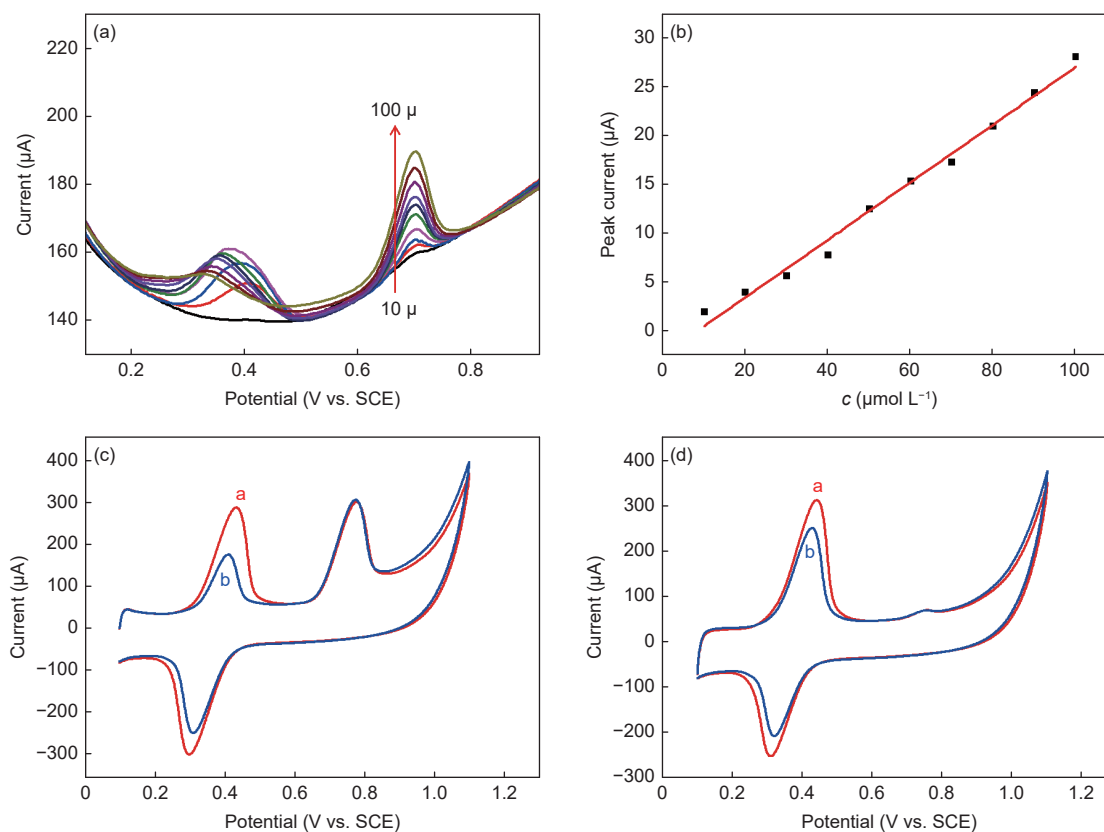 (a)
220
200
180
160
140
Current (µA)
100 µ
10 µ
0.2
0.4
0.6
0.8
Potential (V vs. SCE)
(b)
30
25
20
15
10
5
0
Peak current (µA)
0
20
40
60
80
100
c (µmol L⁻¹)
(c)
400
300
200
100
0
−100
−200
−300
Current (µA)
a
b
0
0.2
0.4
0.6
0.8
1.0
1.2
Potential (V vs. SCE)
(d)
400
300
200
100
0
−100
−200
−300
Current (µA)
a
b
0
0.2
0.4
0.6
0.8
1.0
1.2
Potential (V vs. SCE)